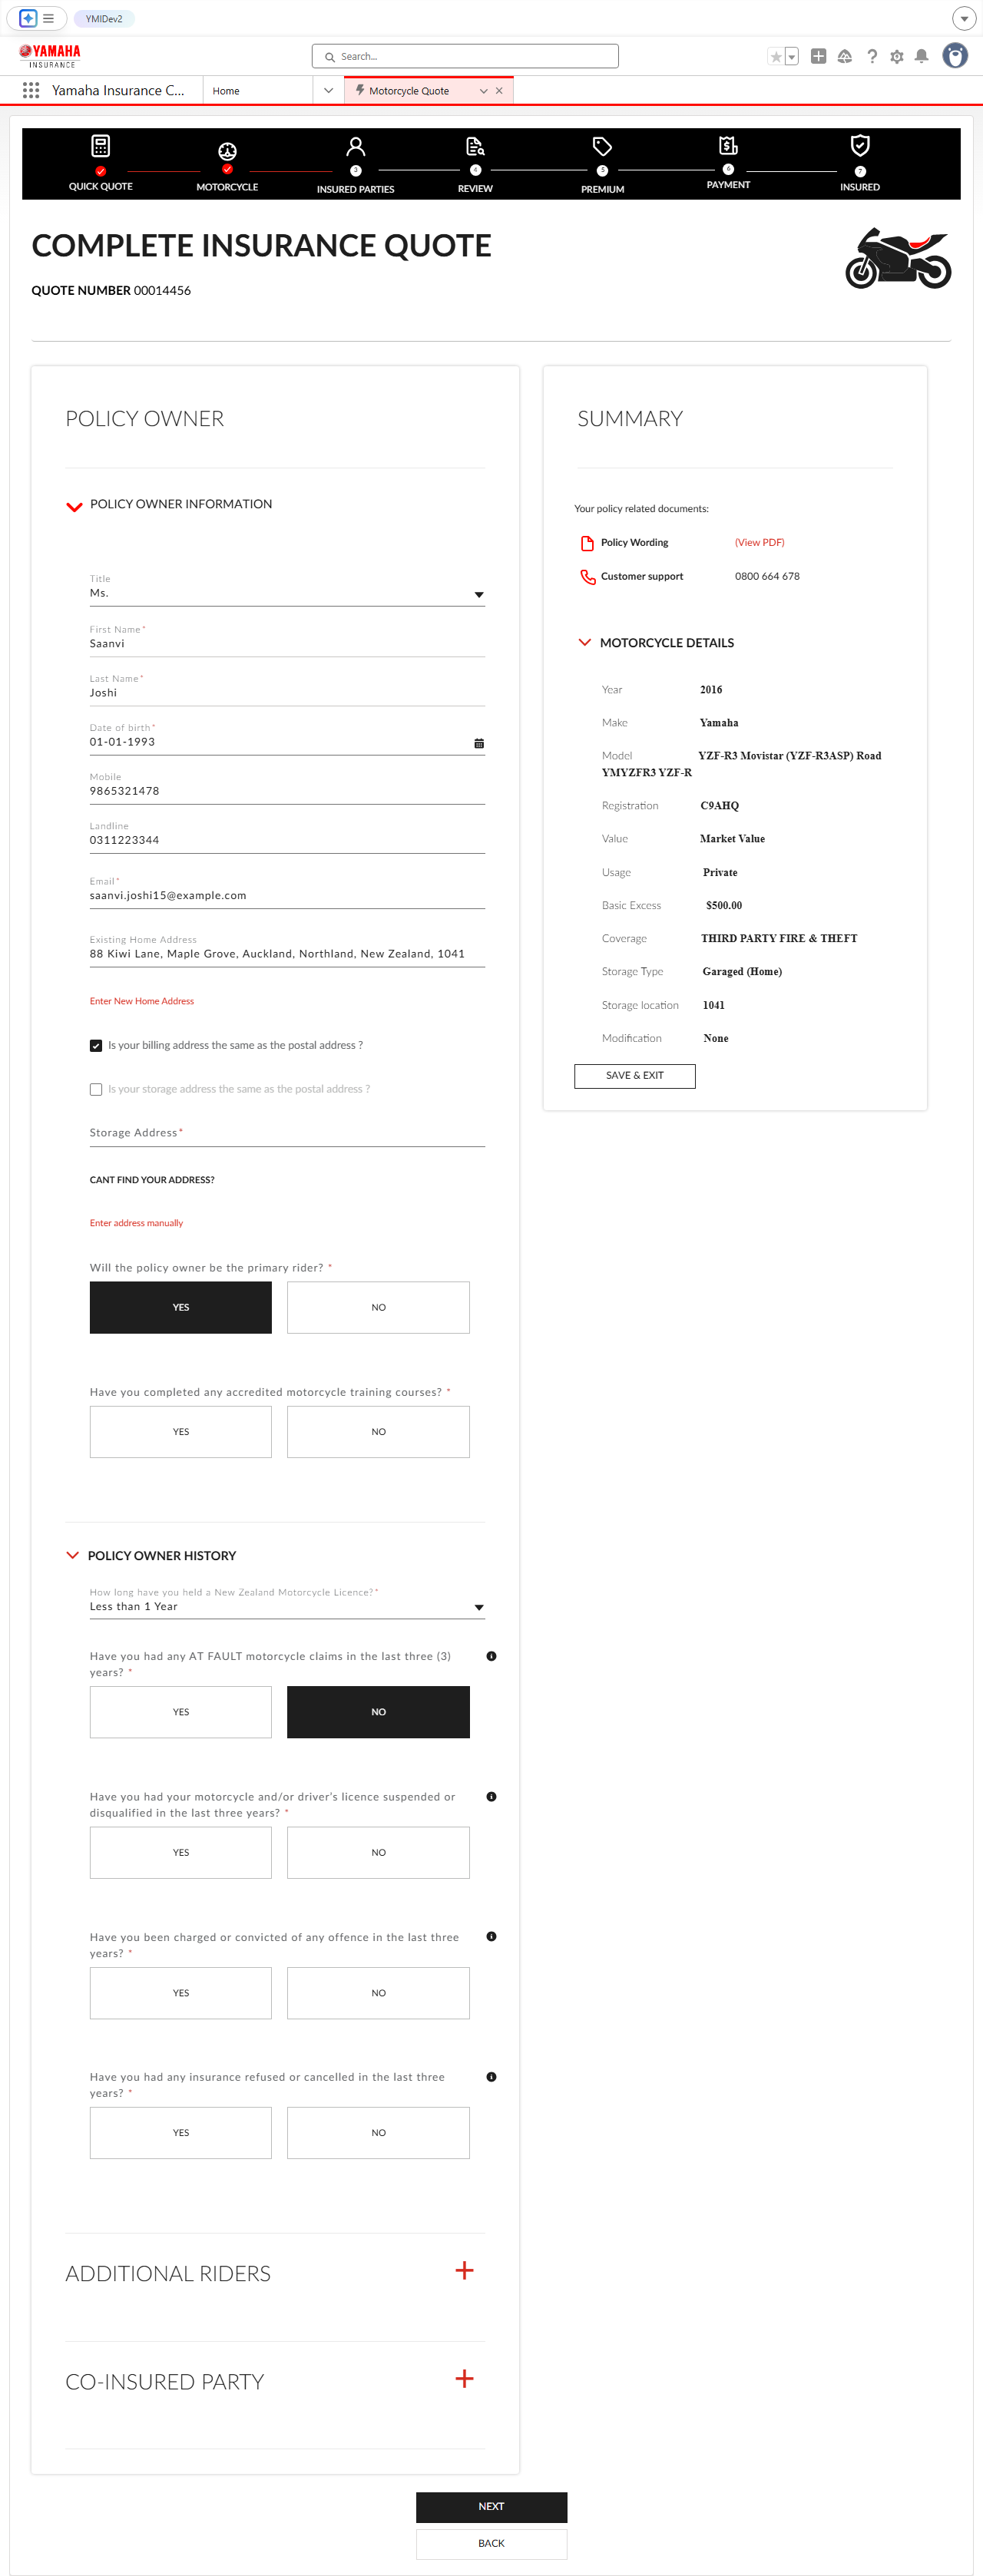 YMIDev2
YAMAHA
INSURANCE
Search...
Yamaha Insurance C...
Home
Motorcycle Quote
3
4
5
6
7
QUICK QUOTE
MOTORCYCLE
INSURED PARTIES
REVIEW
PREMIUM
PAYMENT
INSURED
COMPLETE INSURANCE QUOTE
QUOTE NUMBER 00014456
POLICY OWNER
POLICY OWNER INFORMATION
Title
Ms.
First Name*
Saanvi
Last Name*
Joshi
Date of birth*
01-01-1993
Mobile
9865321478
Landline
0311223344
Email*
saanvi.joshi15@example.com
Existing Home Address
88 Kiwi Lane, Maple Grove, Auckland, Northland, New Zealand, 1041
Enter New Home Address
Is your billing address the same as the postal address ?
Is your storage address the same as the postal address ?
Storage Address*
CANT FIND YOUR ADDRESS?
Enter address manually
Will the policy owner be the primary rider? *
YES NO
Have you completed any accredited motorcycle training courses? *
YES NO
POLICY OWNER HISTORY
How long have you held a New Zealand Motorcycle Licence?*
Less than 1 Year
Have you had any AT FAULT motorcycle claims in the last three (3)
years? *
YES NO
Have you had your motorcycle and/or driver's licence suspended or
disqualified in the last three years? *
YES NO
Have you been charged or convicted of any offence in the last three
years? *
YES NO
Have you had any insurance refused or cancelled in the last three
years? *
YES NO
ADDITIONAL RIDERS
CO-INSURED PARTY
SUMMARY
Your policy related documents:
Policy Wording (View PDF)
Customer support 0800 664 678
MOTORCYCLE DETAILS
Year 2016
Make Yamaha
Model YZF-R3 Movistar (YZF-R3ASP) Road
YMYZFR3 YZF-R
Registration C9AHQ
Value Market Value
Usage Private
Basic Excess $500.00
Coverage THIRD PARTY FIRE & THEFT
Storage Type Garaged (Home)
Storage location 1041
Modification None
SAVE & EXIT
NEXT
BACK